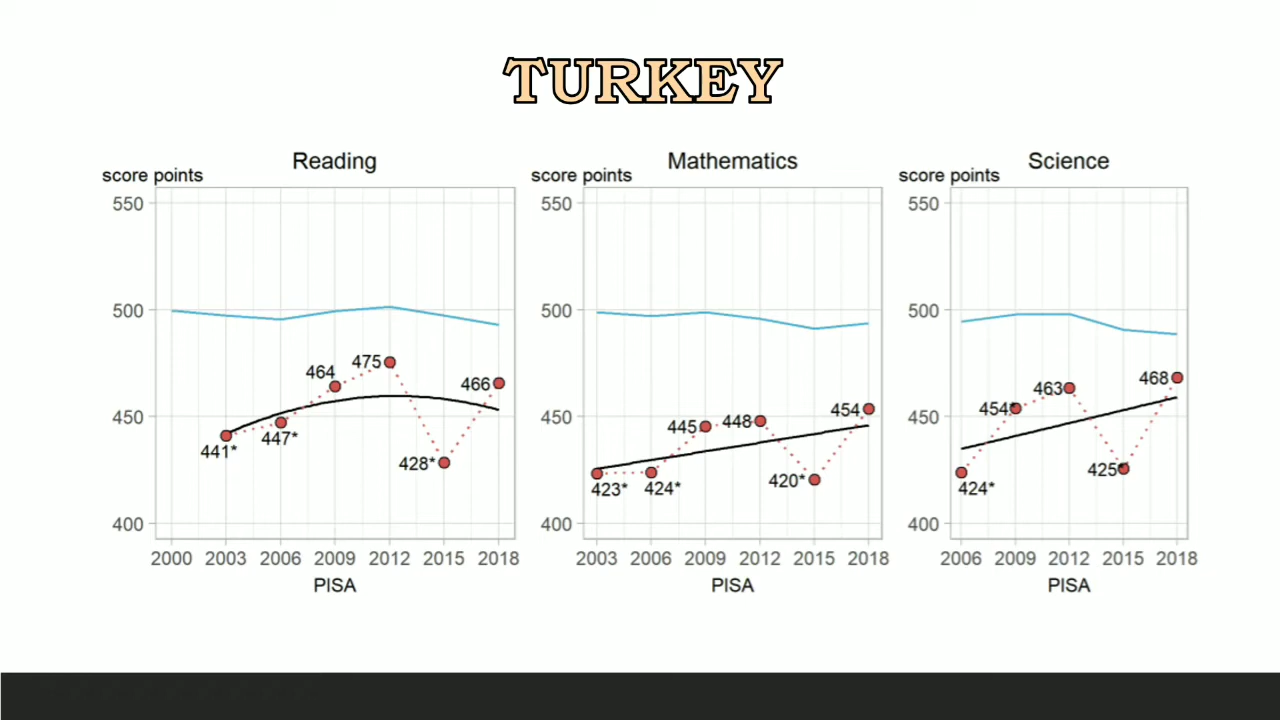 TURKEY
Reading
score points
550
500
450
400
441*
447*
464
475
428*
466
2000 2003 2006 2009 2012 2015 2018
PISA
Mathematics
score points
550
500
450
400
423*
424*
445
448
420*
454
2003 2006 2009 2012 2015 2018
PISA
Science
score points
550
500
450
400
424*
454*
463
425*
468
2006 2009 2012 2015 2018
PISA